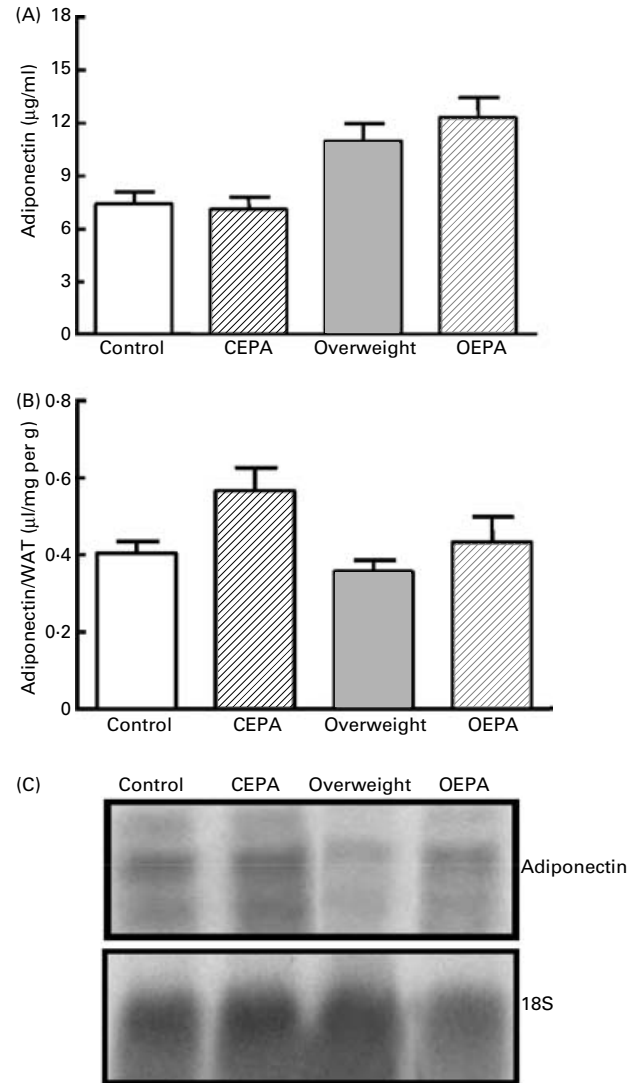 (A)
18
15
12
9
6
3
0
Adiponectin (µg/ml)
Control CEPA Overweight OEPA
(B)
0·8
0·6
0·4
0·2
0
Adiponectin/WAT (µl/mg per g)
Control CEPA Overweight OEPA
(C)
Control CEPA Overweight OEPA
Adiponectin
18S